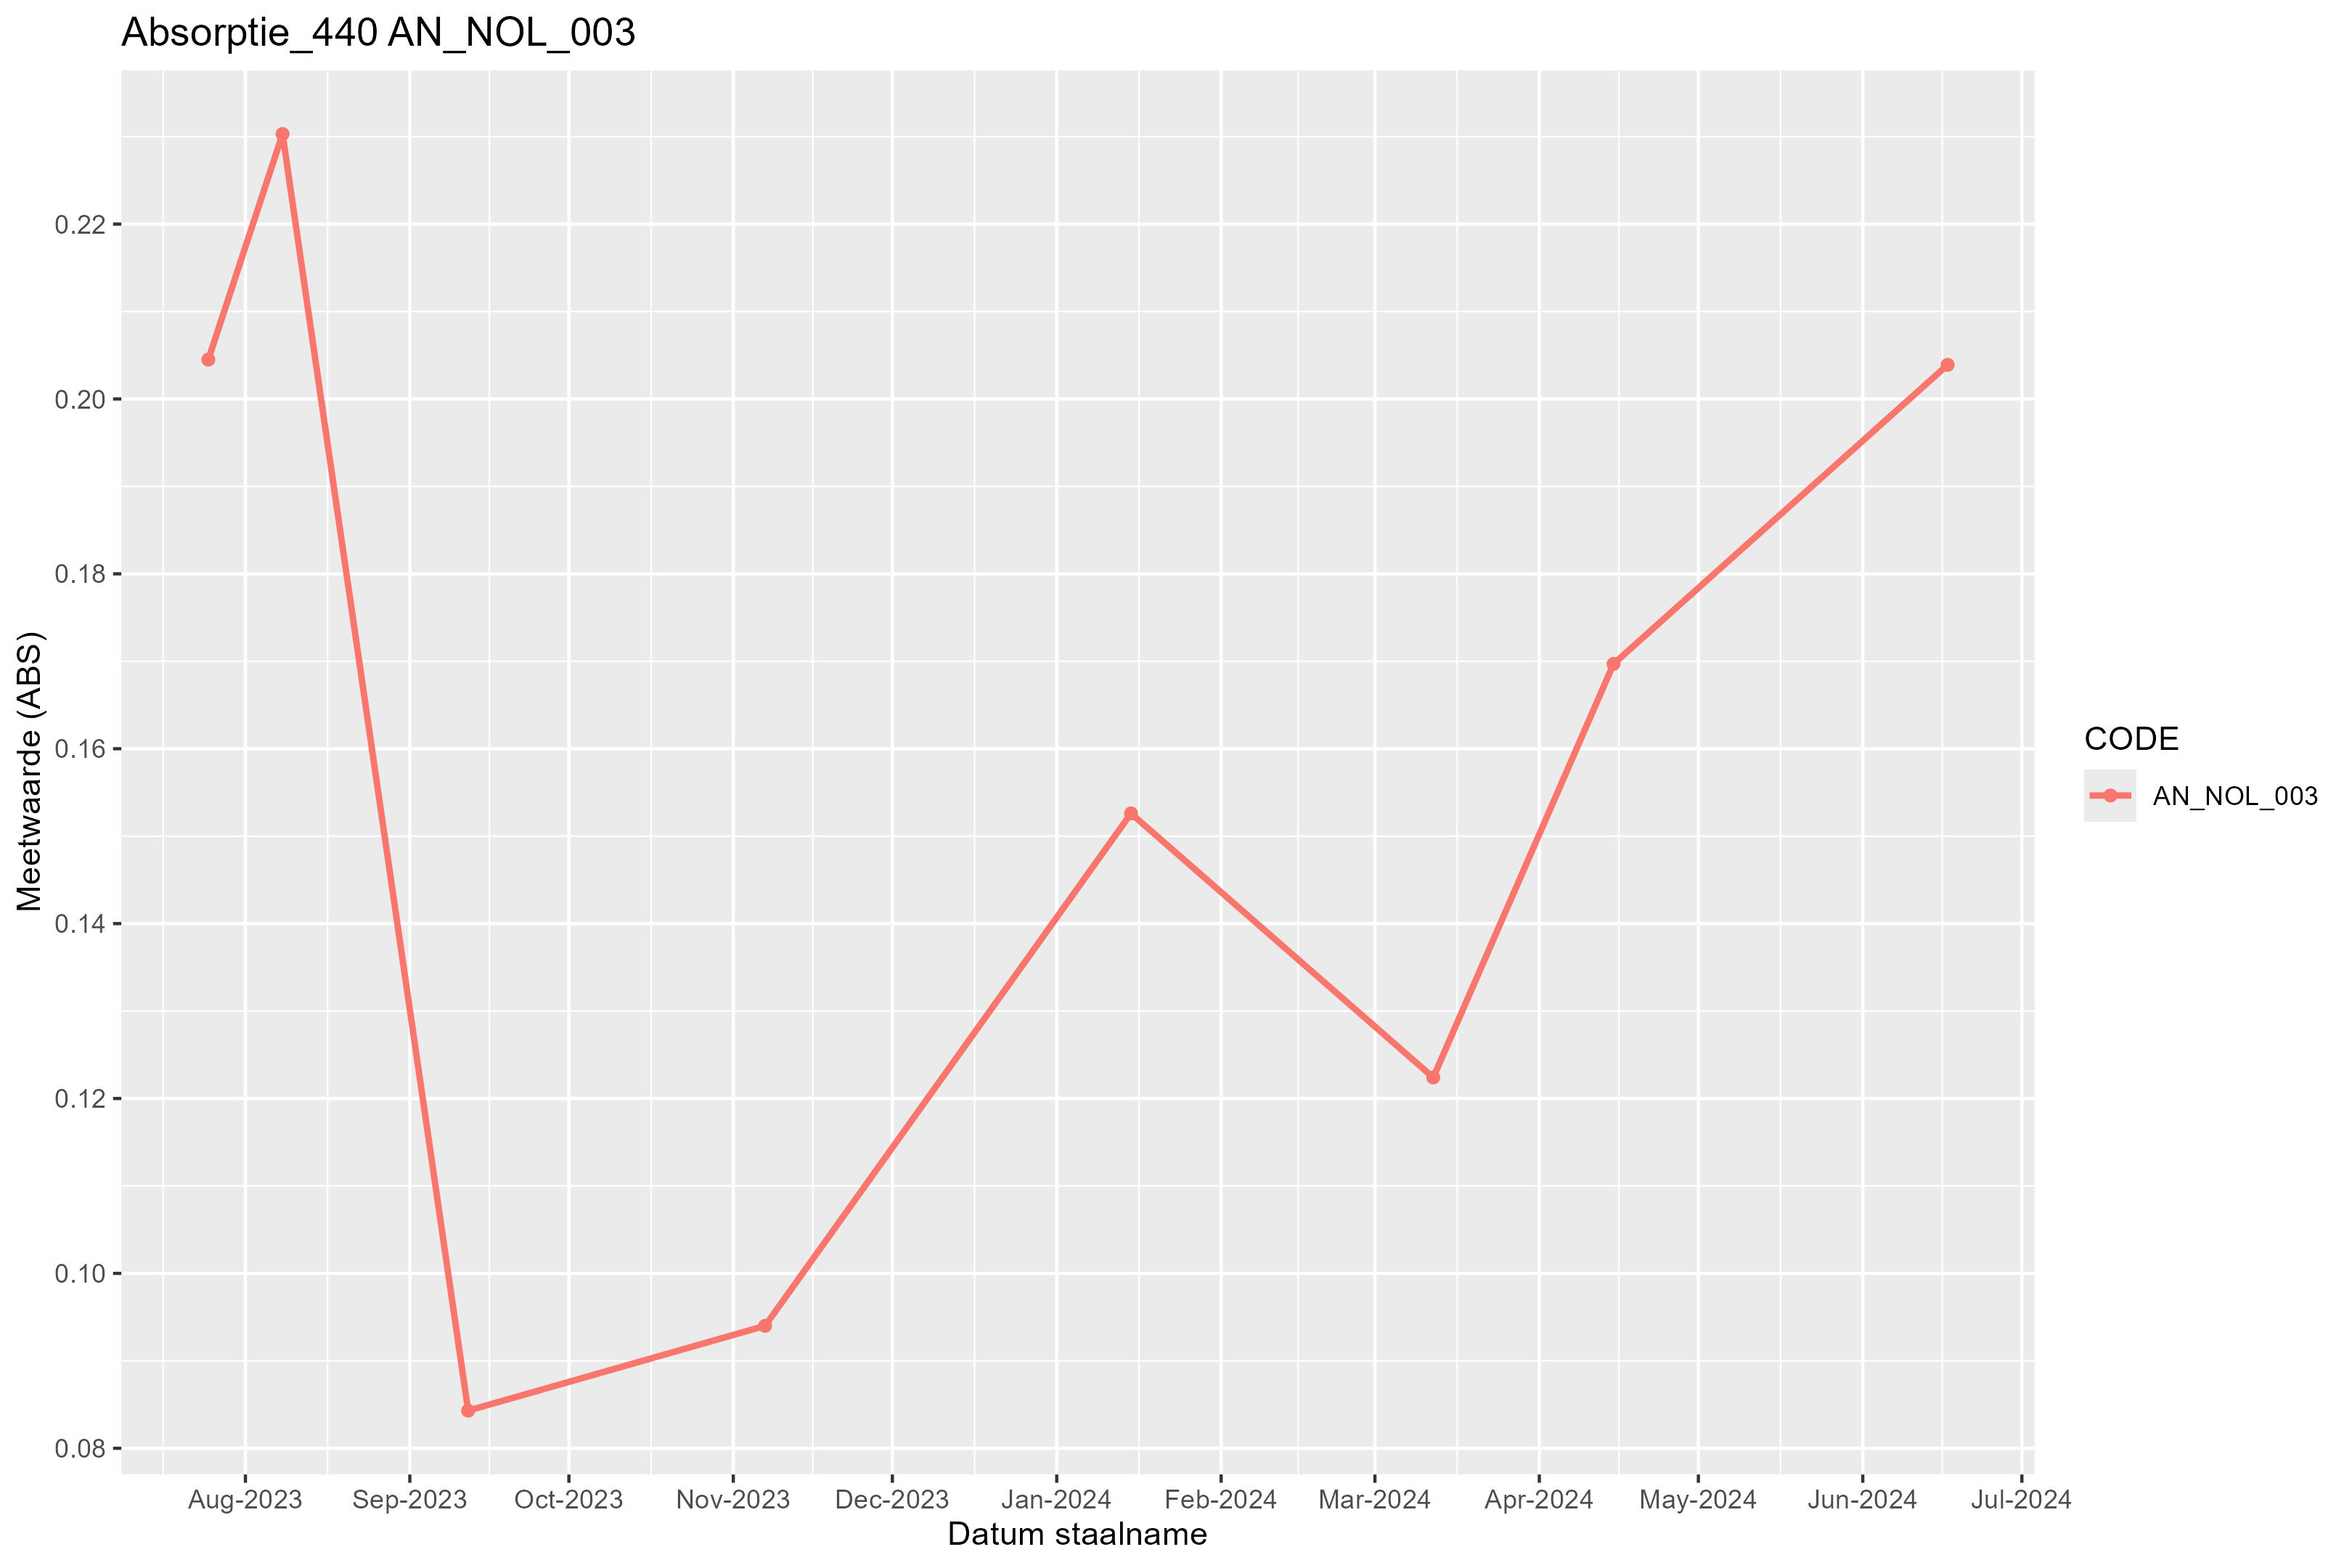 Absorptie_440 AN_NOL_003
Meetwaarde (ABS)
0.22
0.20
0.18
0.16
0.14
0.12
0.10
0.08
Aug-2023 Sep-2023 Oct-2023 Nov-2023 Dec-2023 Jan-2024 Feb-2024 Mar-2024 Apr-2024 May-2024 Jun-2024 Jul-2024
Datum staalname
CODE
AN_NOL_003